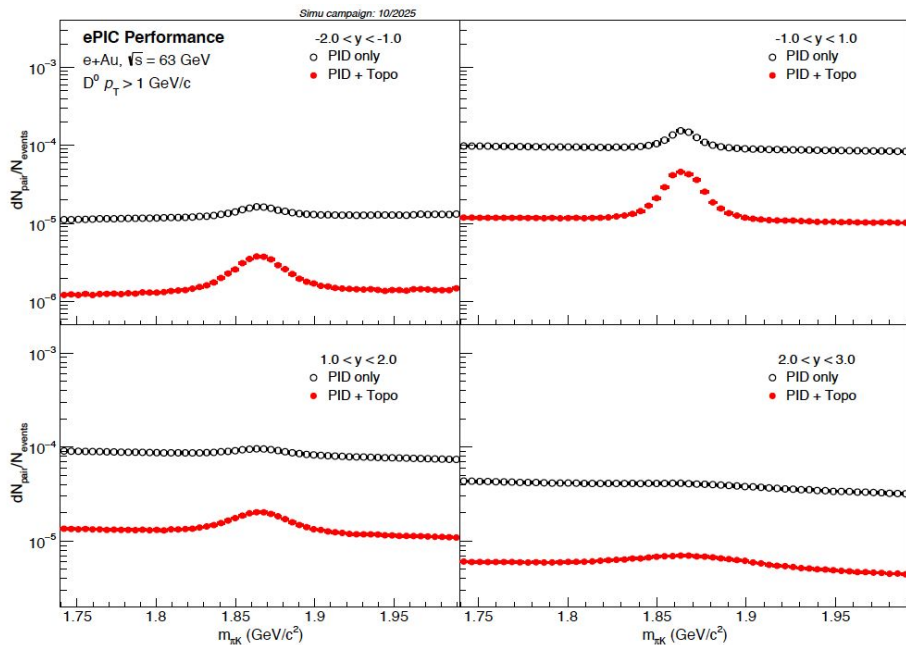 Simu campaign: 10/2025
ePIC Performance
e+Au, √s = 63 GeV
D⁰ p_T > 1 GeV/c
-2.0 < y < -1.0
PID only
PID + Topo
-1.0 < y < 1.0
PID only
PID + Topo
dN_pair/N_events
10⁻³
10⁻⁴
10⁻⁵
10⁻⁶
1.0 < y < 2.0
PID only
PID + Topo
2.0 < y < 3.0
PID only
PID + Topo
dN_pair/N_events
10⁻³
10⁻⁴
10⁻⁵
1.75 1.8 1.85 1.9 1.95
m_πK (GeV/c²)
1.75 1.8 1.85 1.9 1.95
m_πK (GeV/c²)